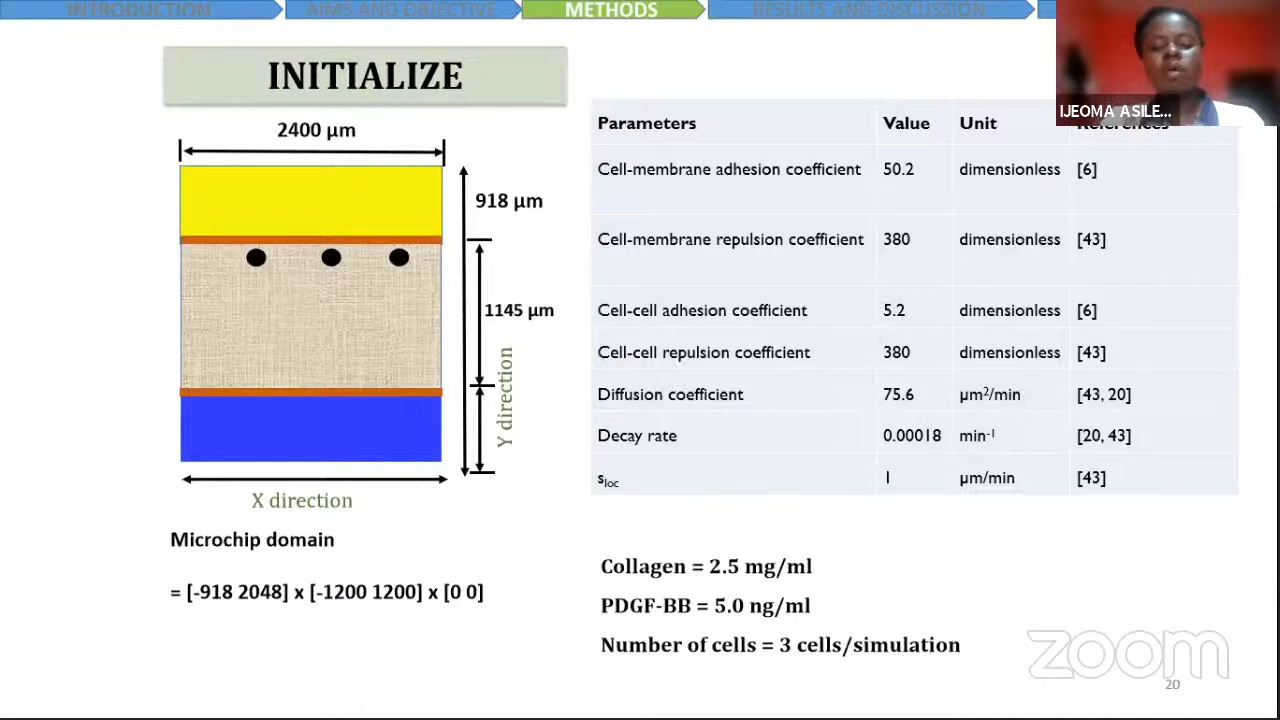 INTRODUCTION
AIMS AND OBJECTIVE
METHODS
RESULTS AND DISCUSSION
IJEOMA ASILE...
INITIALIZE
2400 µm
918 µm
1145 µm
Y direction
X direction
Microchip domain
= [-918 2048] x [-1200 1200] x [0 0]
Parameters Value Unit References
Cell-membrane adhesion coefficient 50.2 dimensionless [6]
Cell-membrane repulsion coefficient 380 dimensionless [43]
Cell-cell adhesion coefficient 5.2 dimensionless [6]
Cell-cell repulsion coefficient 380 dimensionless [43]
Diffusion coefficient 75.6 µm²/min [43, 20]
Decay rate 0.00018 min⁻¹ [20, 43]
sloc 1 µm/min [43]
Collagen = 2.5 mg/ml
PDGF-BB = 5.0 ng/ml
Number of cells = 3 cells/simulation
zoom
20